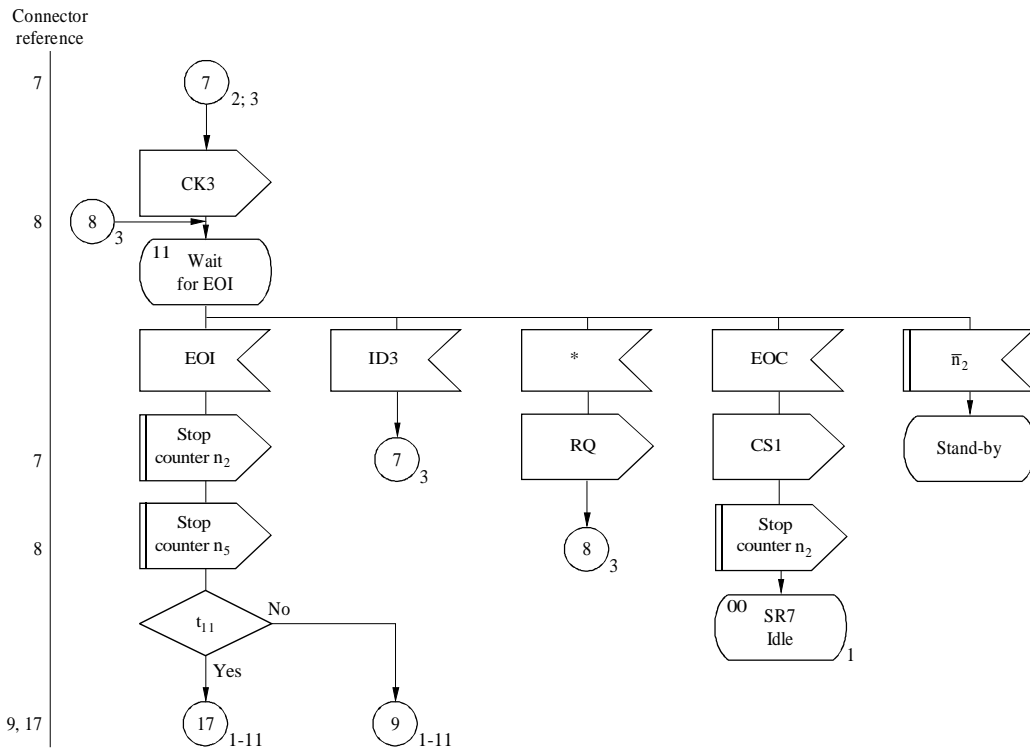 Connector
reference
7
7
2; 3
CK3
8
8
3
11
Wait
for EOI
EOI
ID3
*
EOC
n̅2
Stop
counter n2
RQ
CS1
Stand-by
7
7
3
Stop
counter n5
8
8
3
Stop
counter n2
t11
No
Yes
00
SR7
Idle
1
9, 17
17
1-11
9
1-11